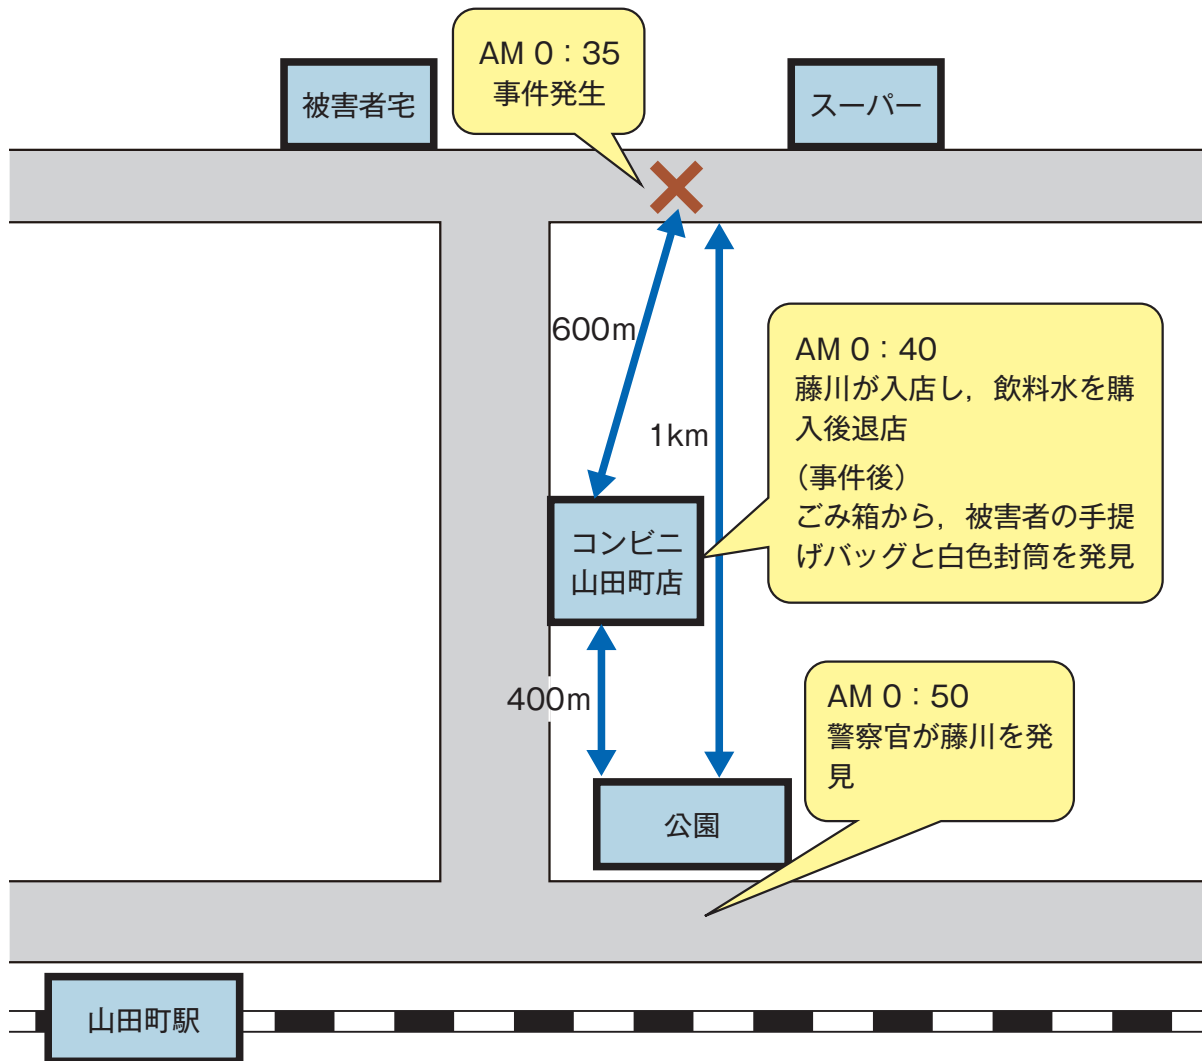 AM 0：35
事件発生
被害者宅
スーパー
600m
1km
AM 0：40
藤川が入店し，飲料水を購
入後退店
（事件後）
ごみ箱から，被害者の手提
げバッグと白色封筒を発見
コンビニ
山田町店
400m
AM 0：50
警察官が藤川を発
見
公園
山田町駅